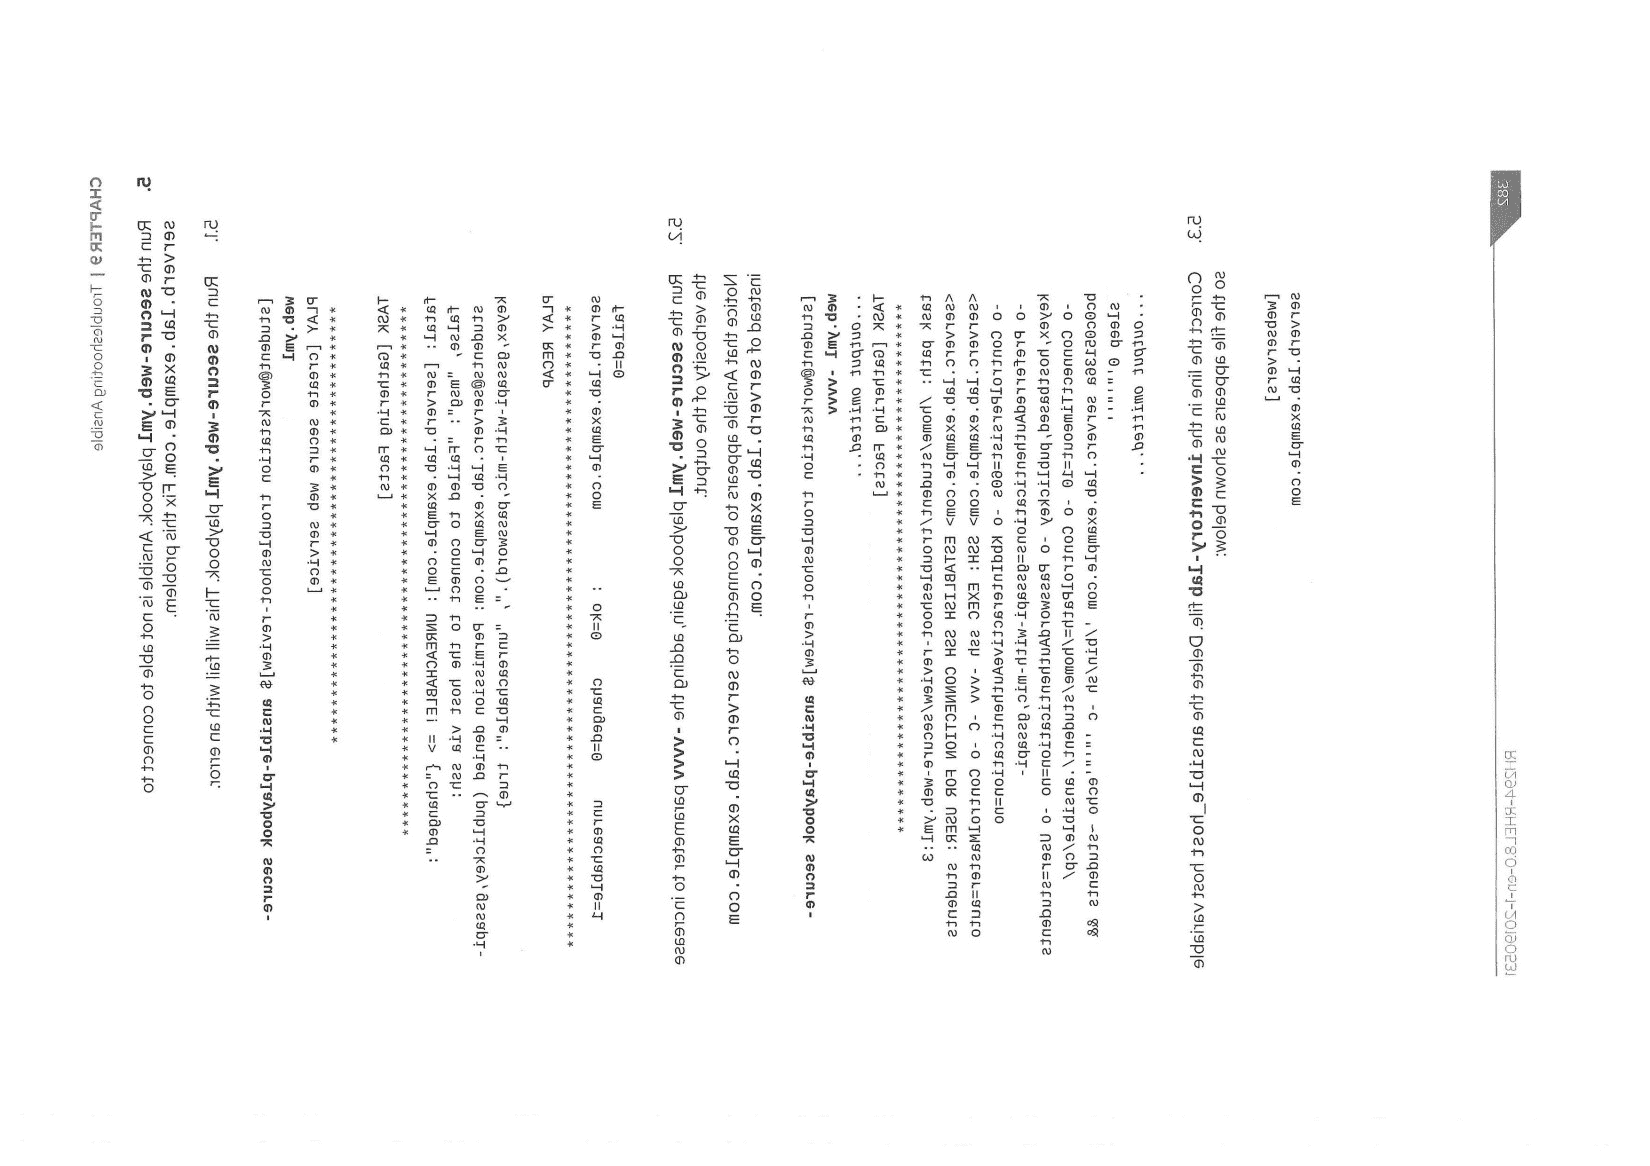 CHAPTER 9 | Troubleshooting Ansible
5. Run the secure-web.yml playbook. Ansible is not able to connect to
serverd.lab.example.com. Fix this problem.
5.1. Run the secure-web.yml playbook. This will fail with an error.
[student@workstation troubleshoot-review]$ ansible-playbook secure-
web.yml
PLAY [create secure web service]
*********************************************
TASK [Gathering Facts]
******************************************************
fatal: [serverd.lab.example.com]: UNREACHABLE! => {"changed":
false, "msg": "Failed to connect to the host via ssh:
students@serverc.lab.example.com: Permission denied (publickey,gssapi-
keyex,gssapi-with-mic,password).", "unreachable": true}
PLAY RECAP
******************************************************************
serverd.lab.example.com : ok=0 changed=0 unreachable=1
failed=0
5.2. Run the secure-web.yml playbook again, adding the -vvvv parameter to increase
the verbosity of the output.
Notice that Ansible appears to be connecting to serverc.lab.example.com
instead of serverd.lab.example.com.
[student@workstation troubleshoot-review]$ ansible-playbook secure-
web.yml -vvvv
...output omitted...
TASK [Gathering Facts]
******************************************************
task path: /home/student/troubleshoot-review/secure-web.yml:3
<serverc.lab.example.com> ESTABLISH SSH CONNECTION FOR USER: students
<serverc.lab.example.com> SSH: EXEC ssh -vvv -C -o ControlMaster=auto
-o ControlPersist=60s -o KbdInteractiveAuthentication=no
-o PreferredAuthentications=gssapi-with-mic,gssapi-
keyex,hostbased,publickey -o PasswordAuthentication=no -o User=students
-o ConnectTimeout=10 -o ControlPath=/home/student/.ansible/cp/
serverc.lab.example.com '/bin/sh -c '"'"'echo ~students &&
sleep 0'"'"''
...output omitted...
5.3. Correct the line in the inventory-lab file. Delete the ansible_host host variable
so the file appears as shown below:
[webservers]
serverd.lab.example.com
382
RH294-RHEL8.0-en-1-20190531